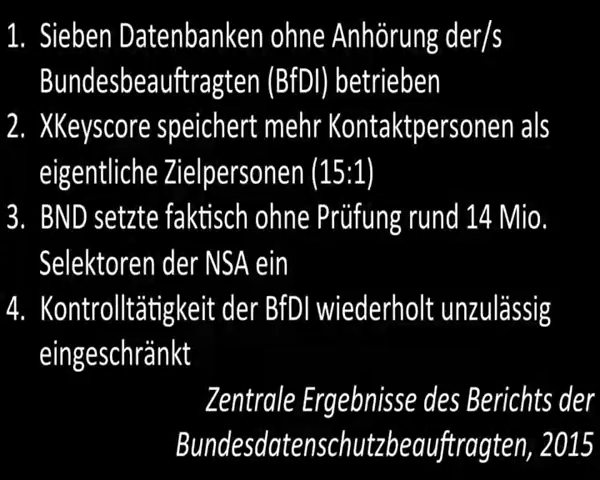 1. Sieben Datenbanken ohne Anhörung der/s
Bundesbeauftragten (BfDI) betrieben
2. XKeyscore speichert mehr Kontaktpersonen als
eigentliche Zielpersonen (15:1)
3. BND setzte faktisch ohne Prüfung rund 14 Mio.
Selektoren der NSA ein
4. Kontrolltätigkeit der BfDI wiederholt unzulässig
eingeschränkt
Zentrale Ergebnisse des Berichts der
Bundesdatenschutzbeauftragten, 2015